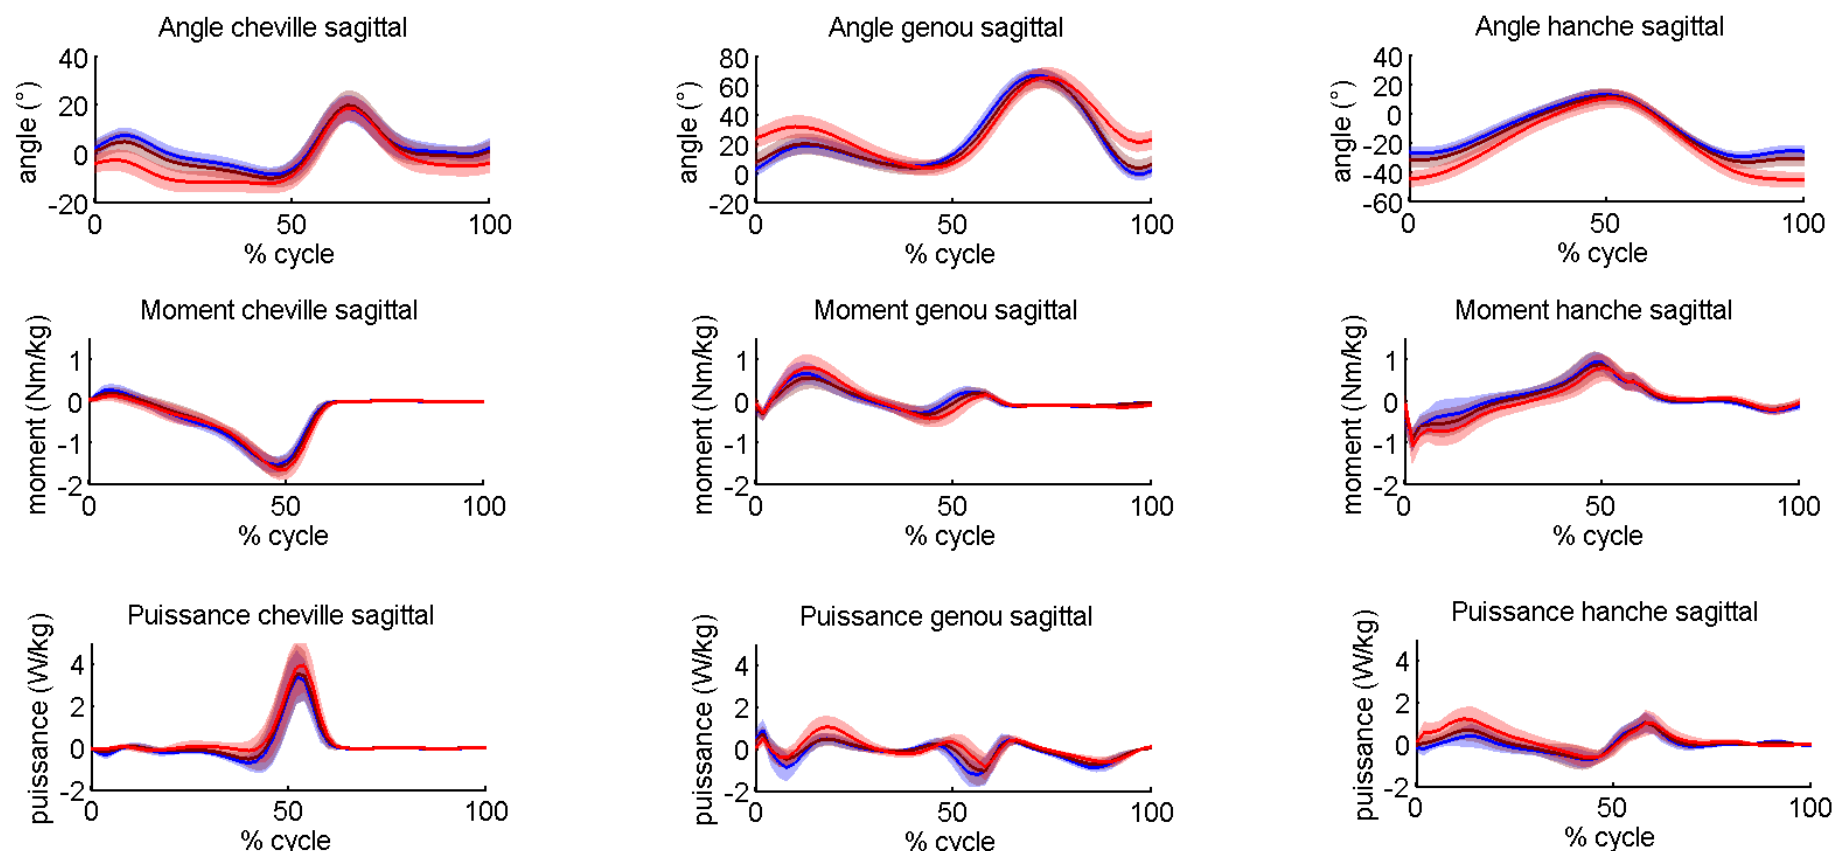 Angle cheville sagittal
angle (°)
40
20
0
-20
0
50
100
% cycle
Angle genou sagittal
angle (°)
80
60
40
20
0
-20
0
50
100
% cycle
Angle hanche sagittal
angle (°)
40
20
0
-20
-40
-60
0
50
100
% cycle
Moment cheville sagittal
moment (Nm/kg)
1
0
-1
-2
0
50
100
% cycle
Moment genou sagittal
moment (Nm/kg)
1
0
-1
-2
0
50
100
% cycle
Moment hanche sagittal
moment (Nm/kg)
1
0
-1
-2
0
50
100
% cycle
Puissance cheville sagittal
puissance (W/kg)
4
2
0
-2
0
50
100
% cycle
Puissance genou sagittal
puissance (W/kg)
4
2
0
-2
0
50
100
% cycle
Puissance hanche sagittal
puissance (W/kg)
4
2
0
-2
0
50
100
% cycle